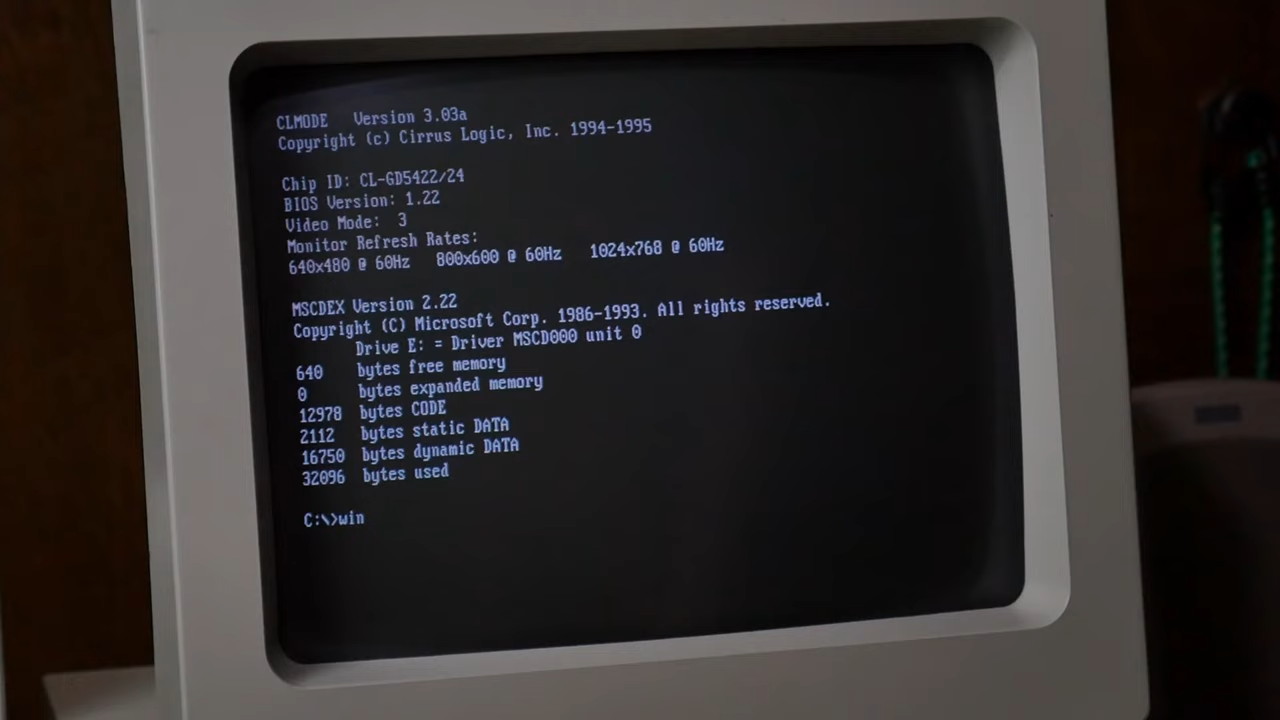 CLMODE   Version 3.03a
Copyright (c) Cirrus Logic, Inc. 1994-1995
Chip ID: CL-GD5422/24
BIOS Version: 1.22
Video Mode:  3
Monitor Refresh Rates:
640x480 @ 60Hz   800x600 @ 60Hz   1024x768 @ 60Hz
MSCDEX Version 2.22
Copyright (C) Microsoft Corp. 1986-1993. All rights reserved.
Drive E: = Driver MSCD000 unit 0
640    bytes free memory
0      bytes expanded memory
12978  bytes CODE
2112   bytes static DATA
16750  bytes dynamic DATA
32096  bytes used
C:\>win